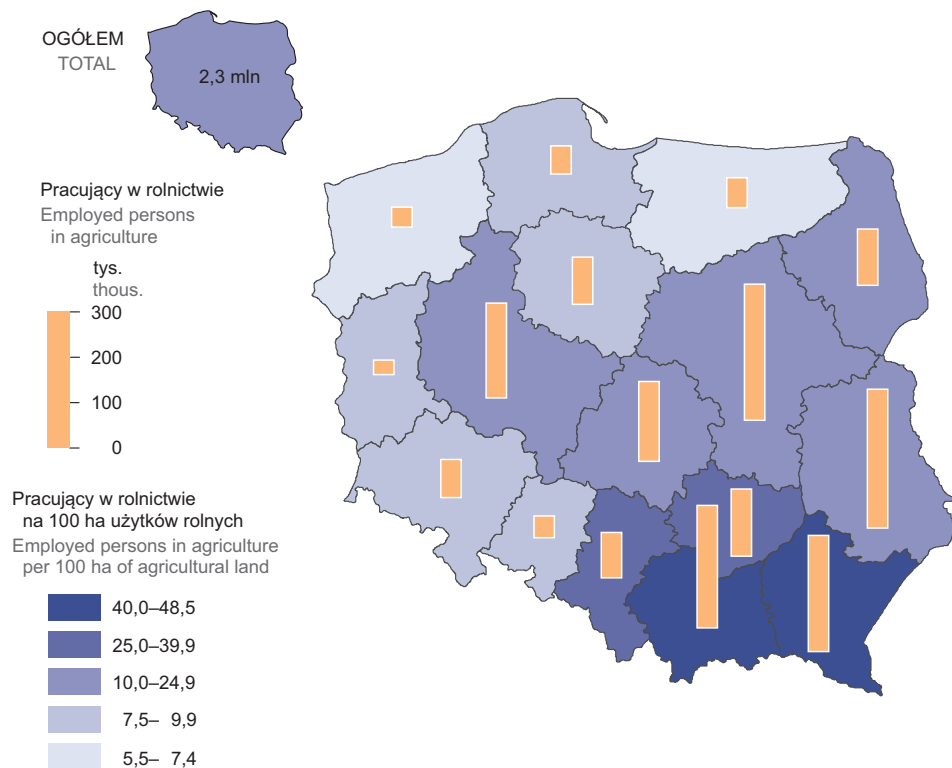 OGÓŁEM
TOTAL
2,3 mln
Pracujący w rolnictwie
Employed persons
in agriculture
tys.
thous.
300
200
100
0
Pracujący w rolnictwie
na 100 ha użytków rolnych
Employed persons in agriculture
per 100 ha of agricultural land
40,0–48,5
25,0–39,9
10,0–24,9
7,5– 9,9
5,5– 7,4